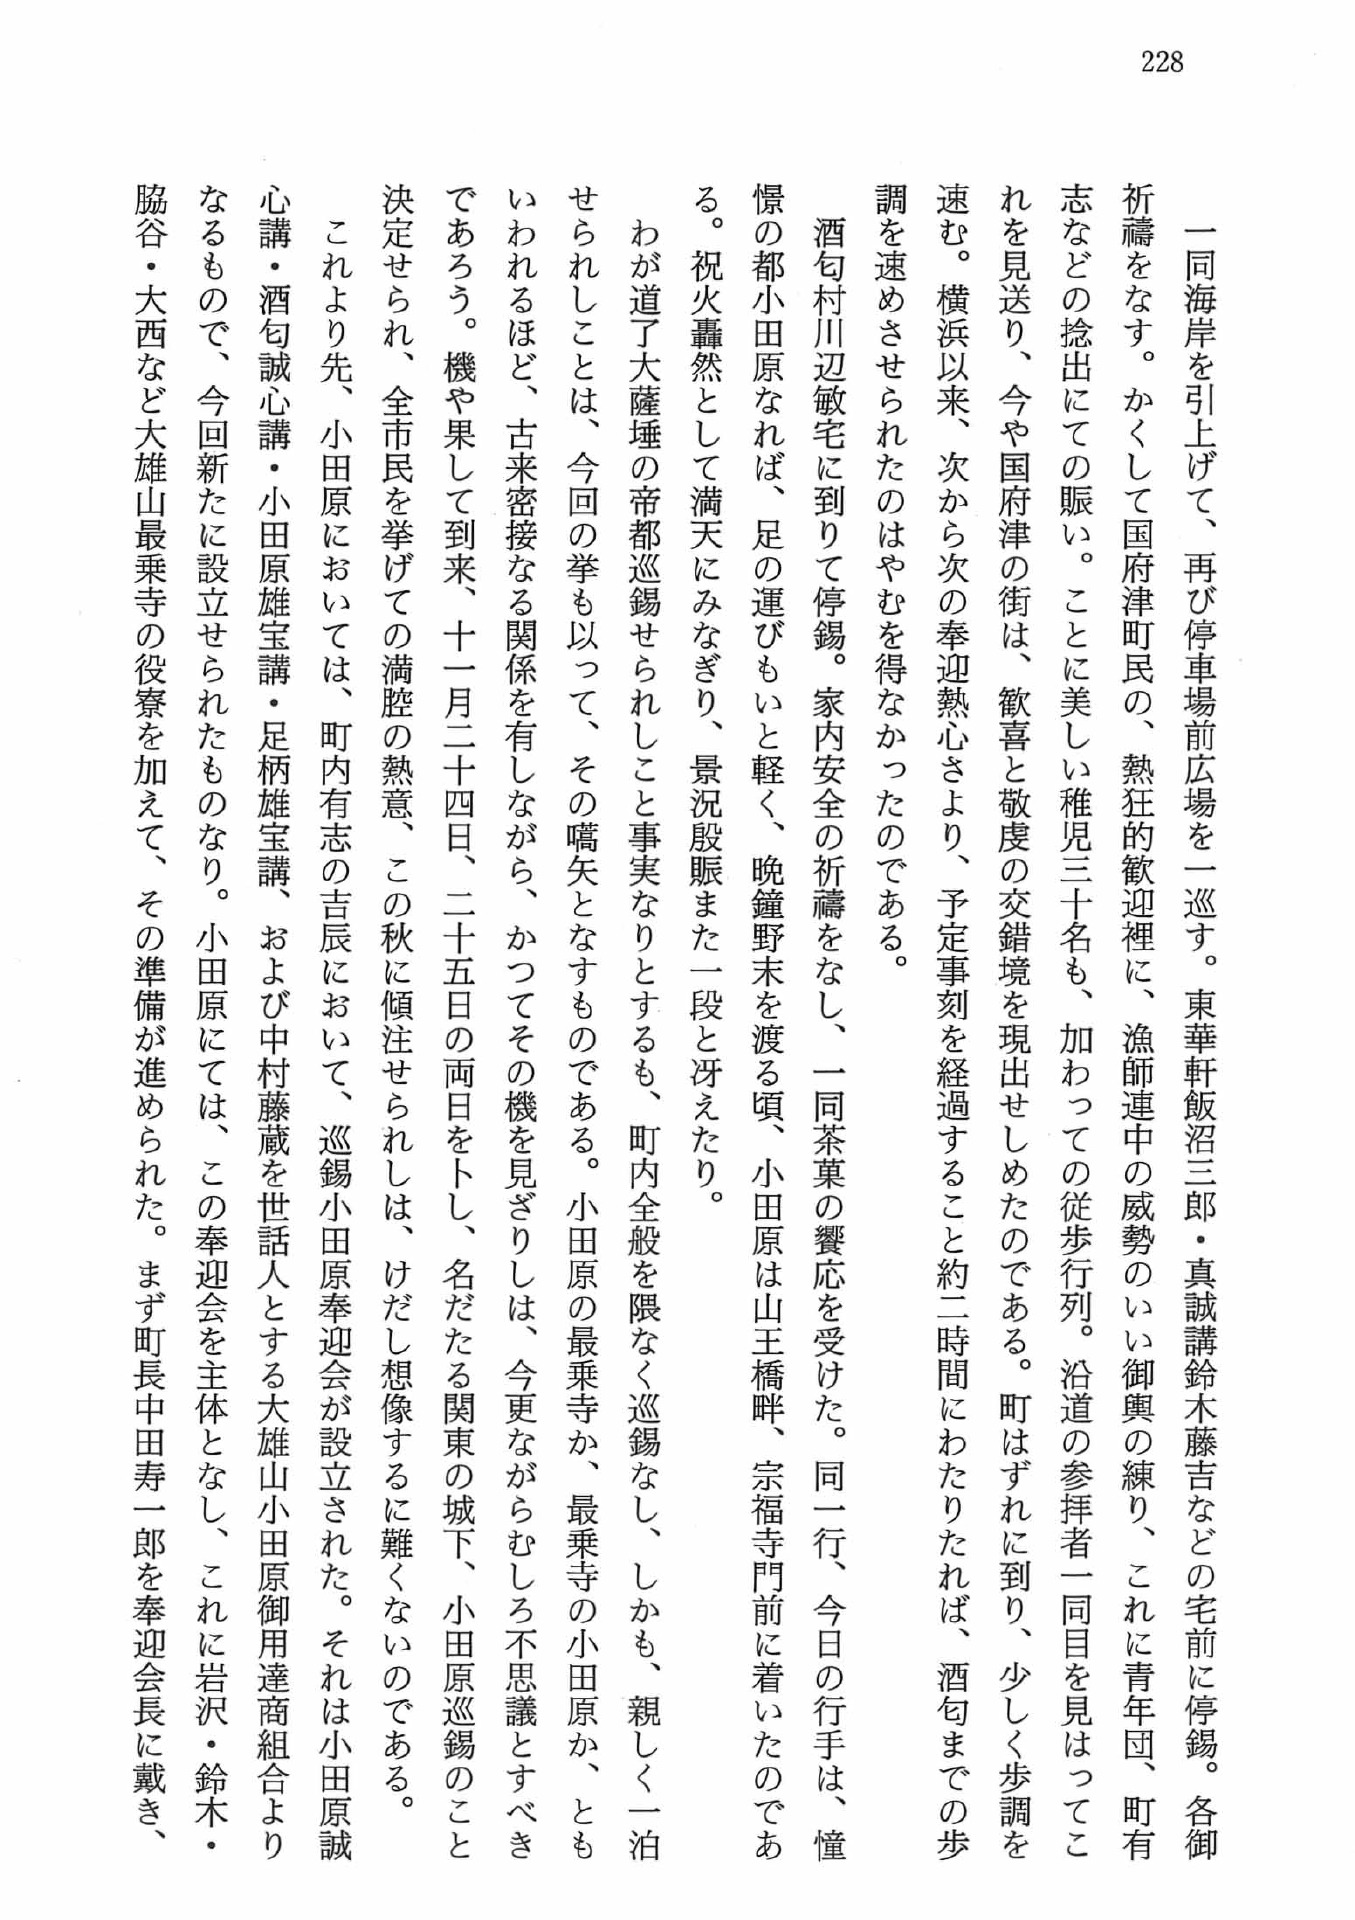 228
　一同海岸を引上げて、再び停車場前広場を一巡す。東華軒飯沼三郎・真誠講鈴木藤吉などの宅前に停錫。各御
祈禱をなす。かくして国府津町民の、熱狂的歓迎裡に、漁師連中の威勢のいい御輿の練り、これに青年団、町有
志などの捻出にての賑い。ことに美しい稚児三十名も、加わっての従歩行列。沿道の参拝者一同目を見はってこ
れを見送り、今や国府津の街は、歓喜と敬虔の交錯境を現出せしめたのである。町はずれに到り、少しく歩調を
速む。横浜以来、次から次の奉迎熱心さより、予定事刻を経過すること約二時間にわたりたれば、酒匂までの歩
調を速めさせられたのはやむを得なかったのである。
　酒匂村川辺敏宅に到りて停錫。家内安全の祈禱をなし、一同茶菓の饗応を受けた。同一行、今日の行手は、憧
憬の都小田原なれば、足の運びもいと軽く、晩鐘野末を渡る頃、小田原は山王橋畔、宗福寺門前に着いたのであ
る。祝火轟然として満天にみなぎり、景況殷賑また一段と冴えたり。
　わが道了大薩埵の帝都巡錫せられしこと事実なりとするも、町内全般を隈なく巡錫なし、しかも、親しく一泊
せられしことは、今回の挙も以って、その嚆矢となすものである。小田原の最乗寺か、最乗寺の小田原か、とも
いわれるほど、古来密接なる関係を有しながら、かつてその機を見ざりしは、今更ながらむしろ不思議とすべき
であろう。機や果して到来、十一月二十四日、二十五日の両日を卜し、名だたる関東の城下、小田原巡錫のこと
決定せられ、全市民を挙げての満腔の熱意、この秋に傾注せられしは、けだし想像するに難くないのである。
　これより先、小田原においては、町内有志の吉辰において、巡錫小田原奉迎会が設立された。それは小田原誠
心講・酒匂誠心講・小田原雄宝講・足柄雄宝講、および中村藤蔵を世話人とする大雄山小田原御用達商組合より
なるもので、今回新たに設立せられたものなり。小田原にては、この奉迎会を主体となし、これに岩沢・鈴木・
脇谷・大西など大雄山最乗寺の役寮を加えて、その準備が進められた。まず町長中田寿一郎を奉迎会長に戴き、